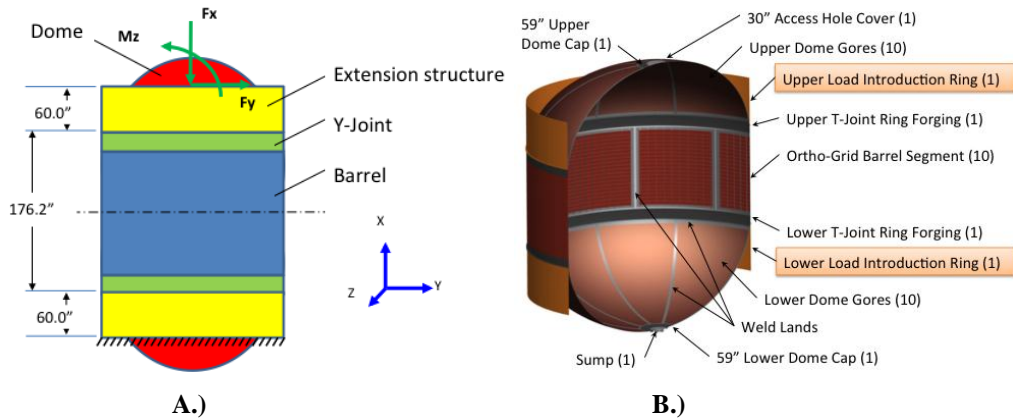 Dome
Fx
Mz
Fy
Extension structure
60.0”
Y-Joint
Barrel
176.2”
X
Z
Y
60.0”
A.)
59” Upper
Dome Cap (1)
30” Access Hole Cover (1)
Upper Dome Gores (10)
Upper Load Introduction Ring (1)
Upper T-Joint Ring Forging (1)
Ortho-Grid Barrel Segment (10)
Lower T-Joint Ring Forging (1)
Lower Load Introduction Ring (1)
Lower Dome Gores (10)
Weld Lands
Sump (1)
59” Lower Dome Cap (1)
B.)